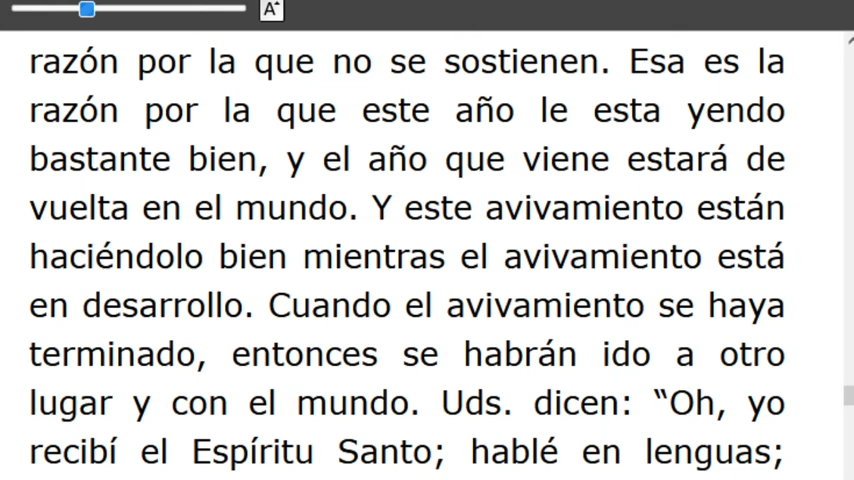 A
razón por la que no se sostienen. Esa es la
razón por la que este año le esta yendo
bastante bien, y el año que viene estará de
vuelta en el mundo. Y este avivamiento están
haciéndolo bien mientras el avivamiento está
en desarrollo. Cuando el avivamiento se haya
terminado, entonces se habrán ido a otro
lugar y con el mundo. Uds. dicen: “Oh, yo
recibí el Espíritu Santo; hablé en lenguas;